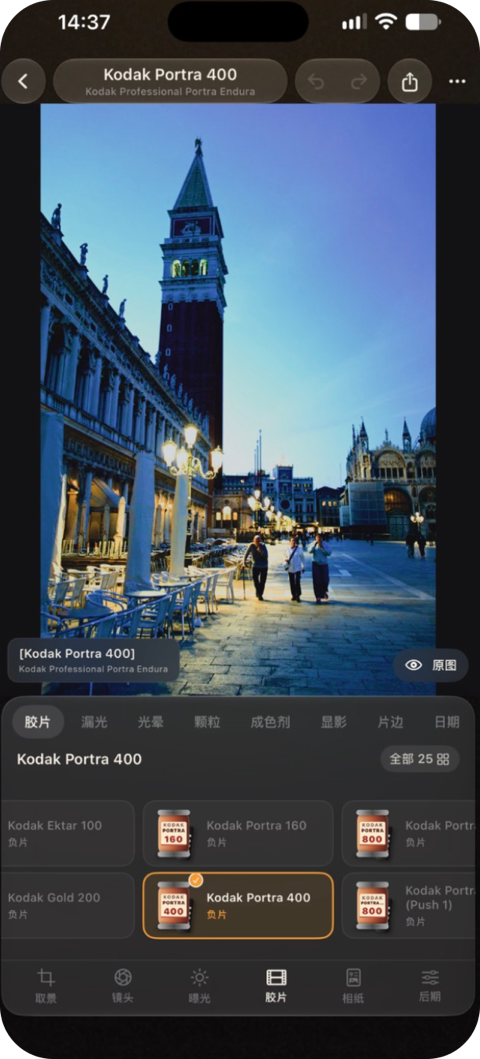 14:37
Kodak Portra 400
Kodak Professional Portra Endura
[Kodak Portra 400]
Kodak Professional Portra Endura
原图
胶片 漏光 光晕 颗粒 成色剂 显影 片边 日期
Kodak Portra 400
全部 25
Kodak Ektar 100
负片
KODAK
PORTRA
160
Kodak Portra 160
负片
KODAK
PORTRA
800
Kodak Portra
负片
Kodak Gold 200
负片
KODAK
PORTRA
400
Kodak Portra 400
负片
KODAK
PORTRA
800
Kodak Portra
(Push 1)
负片
取景 镜头 曝光 胶片 相纸 后期